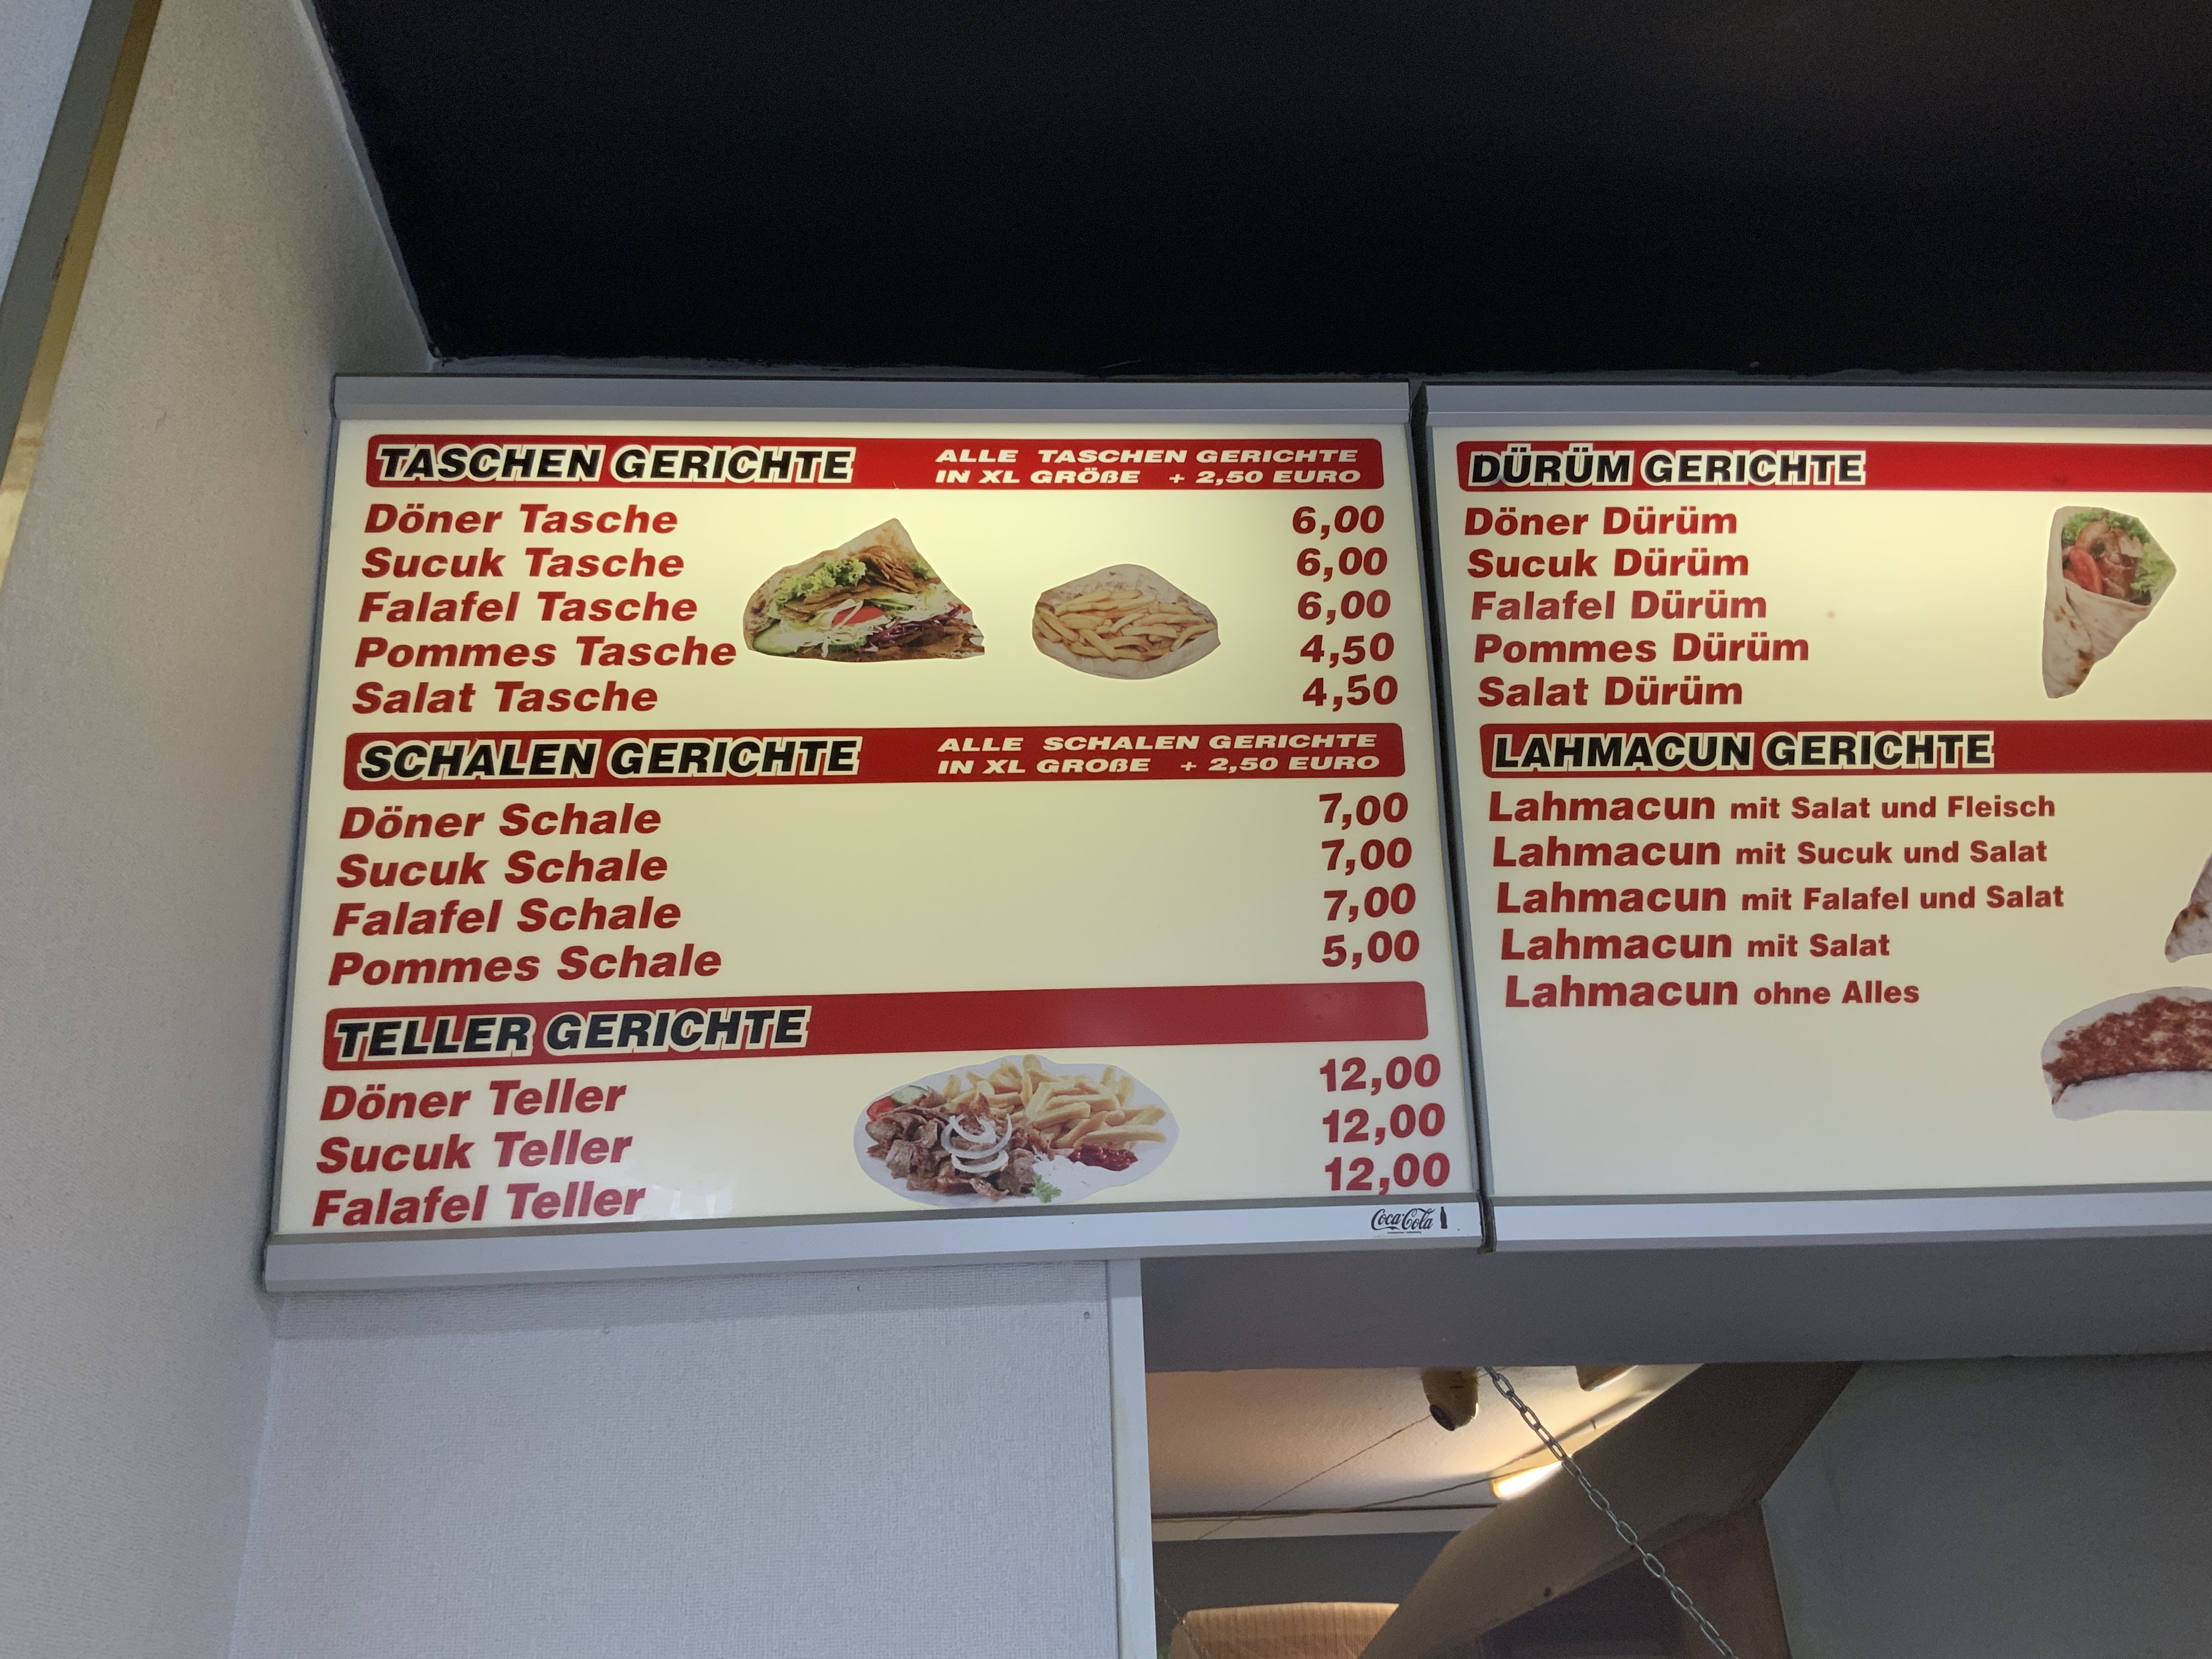 TASCHEN GERICHTE
ALLE TASCHEN GERICHTE
IN XL GRÖßE + 2,50 EURO
Döner Tasche 6,00
Sucuk Tasche 6,00
Falafel Tasche 6,00
Pommes Tasche 4,50
Salat Tasche 4,50
SCHALEN GERICHTE
ALLE SCHALEN GERICHTE
IN XL GROßE + 2,50 EURO
Döner Schale 7,00
Sucuk Schale 7,00
Falafel Schale 7,00
Pommes Schale 5,00
TELLER GERICHTE
Döner Teller 12,00
Sucuk Teller 12,00
Falafel Teller 12,00
Coca-Cola
DÜRÜM GERICHTE
Döner Dürüm
Sucuk Dürüm
Falafel Dürüm
Pommes Dürüm
Salat Dürüm
LAHMACUN GERICHTE
Lahmacun mit Salat und Fleisch
Lahmacun mit Sucuk und Salat
Lahmacun mit Falafel und Salat
Lahmacun mit Salat
Lahmacun ohne Alles